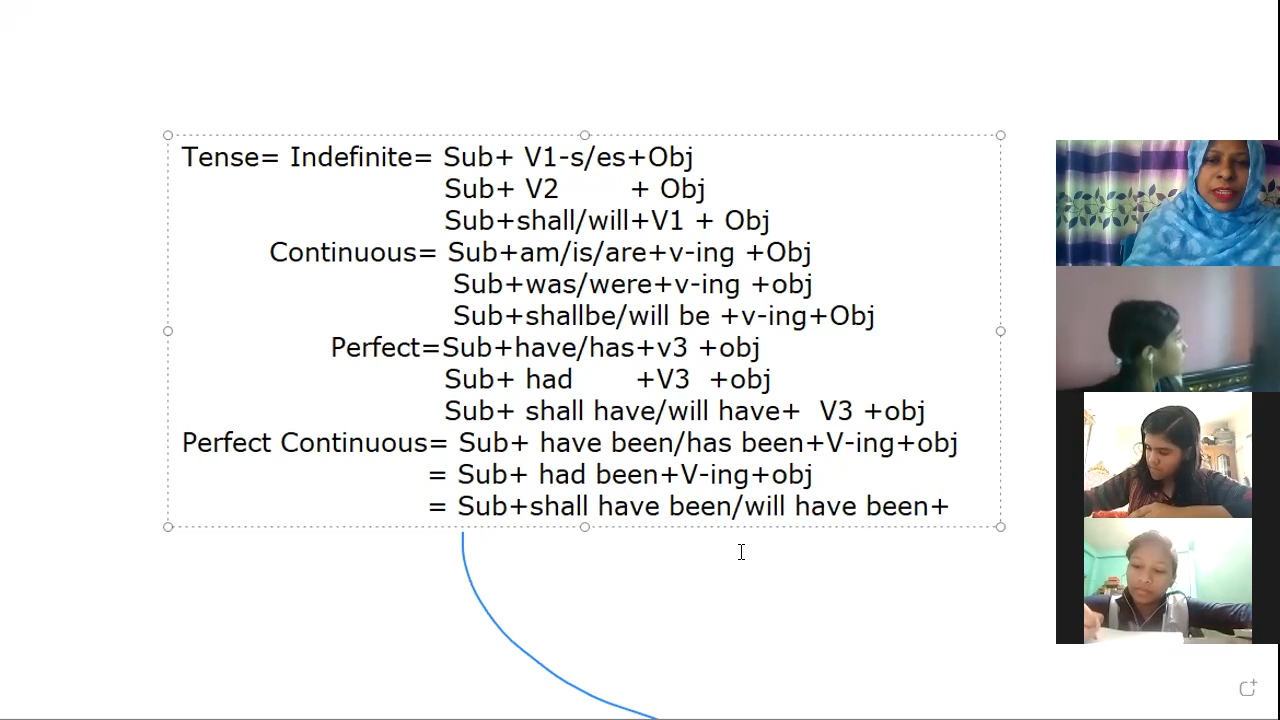 Tense= Indefinite= Sub+ V1-s/es+Obj
Sub+ V2 + Obj
Sub+shall/will+V1 + Obj
Continuous= Sub+am/is/are+v-ing +Obj
Sub+was/were+v-ing +obj
Sub+shallbe/will be +v-ing+Obj
Perfect=Sub+have/has+v3 +obj
Sub+ had +V3 +obj
Sub+ shall have/will have+ V3 +obj
Perfect Continuous= Sub+ have been/has been+V-ing+obj
= Sub+ had been+V-ing+obj
= Sub+shall have been/will have been+